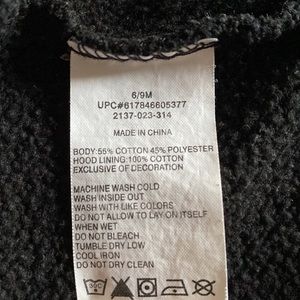 6/9M
UPC#617846605377
2137-023-314
MADE IN CHINA
BODY:55% COTTON 45% POLYESTER
HOOD LINING:100% COTTON
EXCLUSIVE OF DECORATION
MACHINE WASH COLD
WASH INSIDE OUT
WASH WITH LIKE COLORS
DO NOT ALLOW TO LAY ON ITSELF
WHEN WET
DO NOT BLEACH
TUMBLE DRY LOW
COOL IRON
DO NOT DRY CLEAN